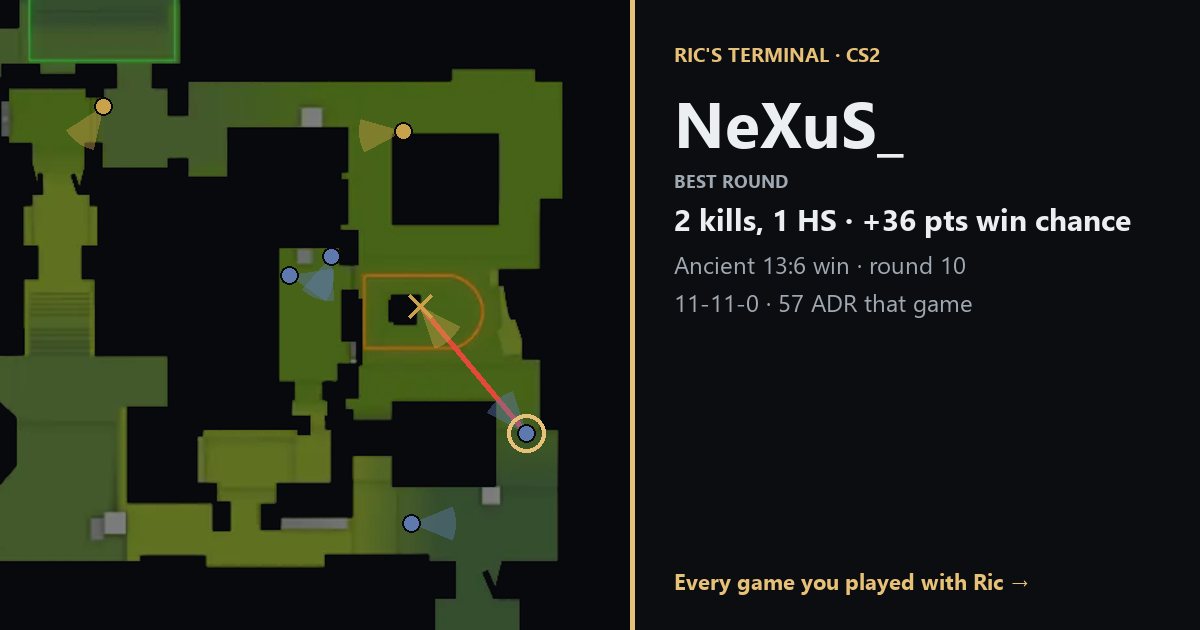 RIC'S TERMINAL · CS2
NeXuS_
BEST ROUND
2 kills, 1 HS · +36 pts win chance
Ancient 13:6 win · round 10
11-11-0 · 57 ADR that game
Every game you played with Ric →